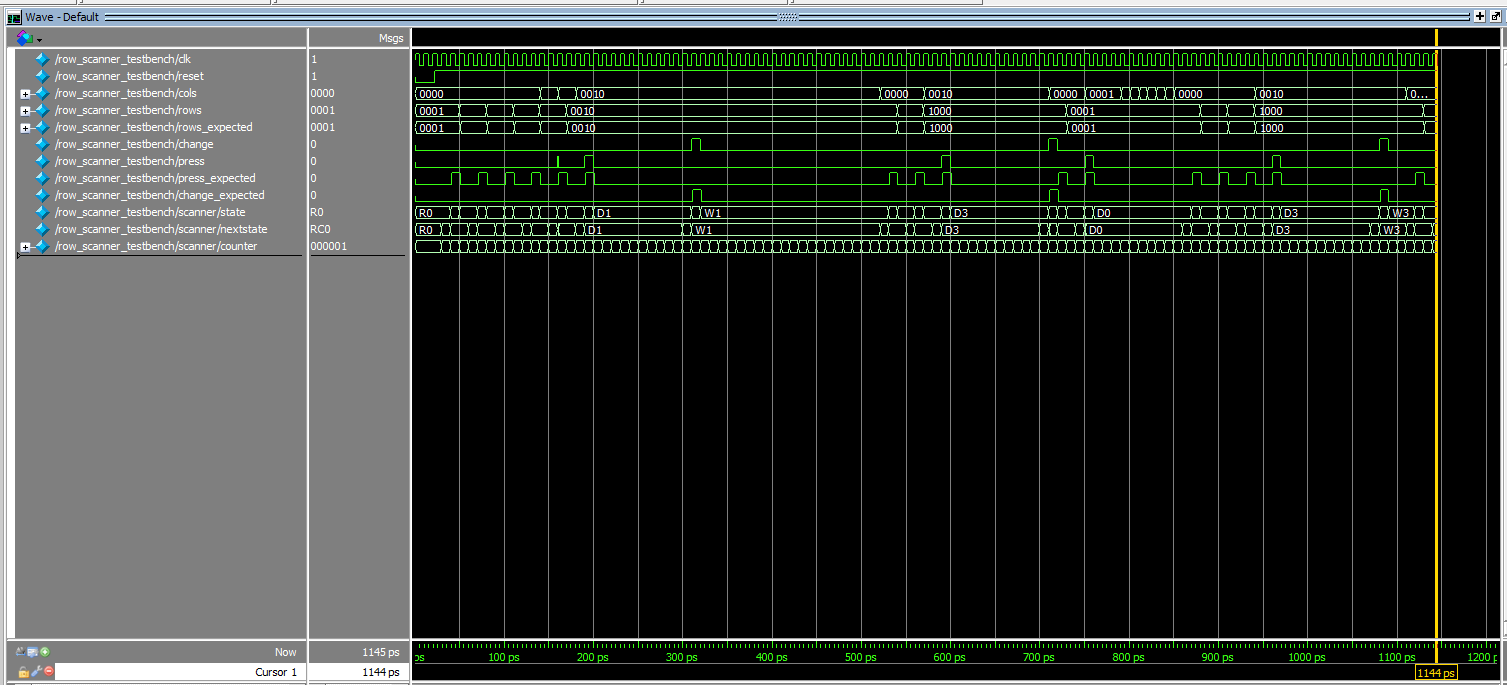 Wave - Default
Msgs
/row_scanner_testbench/clk 1
/row_scanner_testbench/reset 1
/row_scanner_testbench/cols 0000 0000 0010 0000 0010 0000 0001 0000 0010 0...
/row_scanner_testbench/rows 0001 0001 0010 1000 0001 1000
/row_scanner_testbench/rows_expected 0001 0001 0010 1000 0001 1000
/row_scanner_testbench/change 0
/row_scanner_testbench/press 0
/row_scanner_testbench/press_expected 0
/row_scanner_testbench/change_expected 0
/row_scanner_testbench/scanner/state R0 R0 D1 W1 D3 D0 D3 W3
/row_scanner_testbench/scanner/nextstate RC0 R0 D1 W1 D3 D0 D3 W3
/row_scanner_testbench/scanner/counter 000001
Now 1145 ps ps 100 ps 200 ps 300 ps 400 ps 500 ps 600 ps 700 ps 800 ps 900 ps 1000 ps 1100 ps 1200 p
Cursor 1 1144 ps 1144 ps